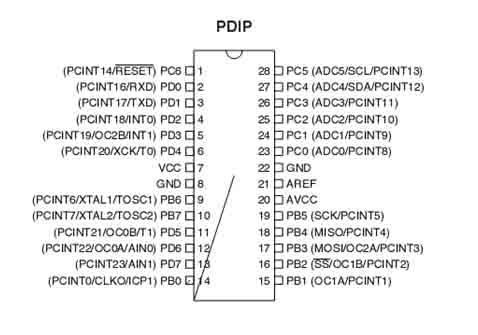 PDIP
(PCINT14/RESET) PC6 1 28 PC5 (ADC5/SCL/PCINT13)
(PCINT16/RXD) PD0 2 27 PC4 (ADC4/SDA/PCINT12)
(PCINT17/TXD) PD1 3 26 PC3 (ADC3/PCINT11)
(PCINT18/INT0) PD2 4 25 PC2 (ADC2/PCINT10)
(PCINT19/OC2B/INT1) PD3 5 24 PC1 (ADC1/PCINT9)
(PCINT20/XCK/T0) PD4 6 23 PC0 (ADC0/PCINT8)
VCC 7 22 GND
GND 8 21 AREF
(PCINT6/XTAL1/TOSC1) PB6 9 20 AVCC
(PCINT7/XTAL2/TOSC2) PB7 10 19 PB5 (SCK/PCINT5)
(PCINT21/OC0B/T1) PD5 11 18 PB4 (MISO/PCINT4)
(PCINT22/OC0A/AIN0) PD6 12 17 PB3 (MOSI/OC2A/PCINT3)
(PCINT23/AIN1) PD7 13 16 PB2 (SS/OC1B/PCINT2)
(PCINT0/CLKO/ICP1) PB0 14 15 PB1 (OC1A/PCINT1)